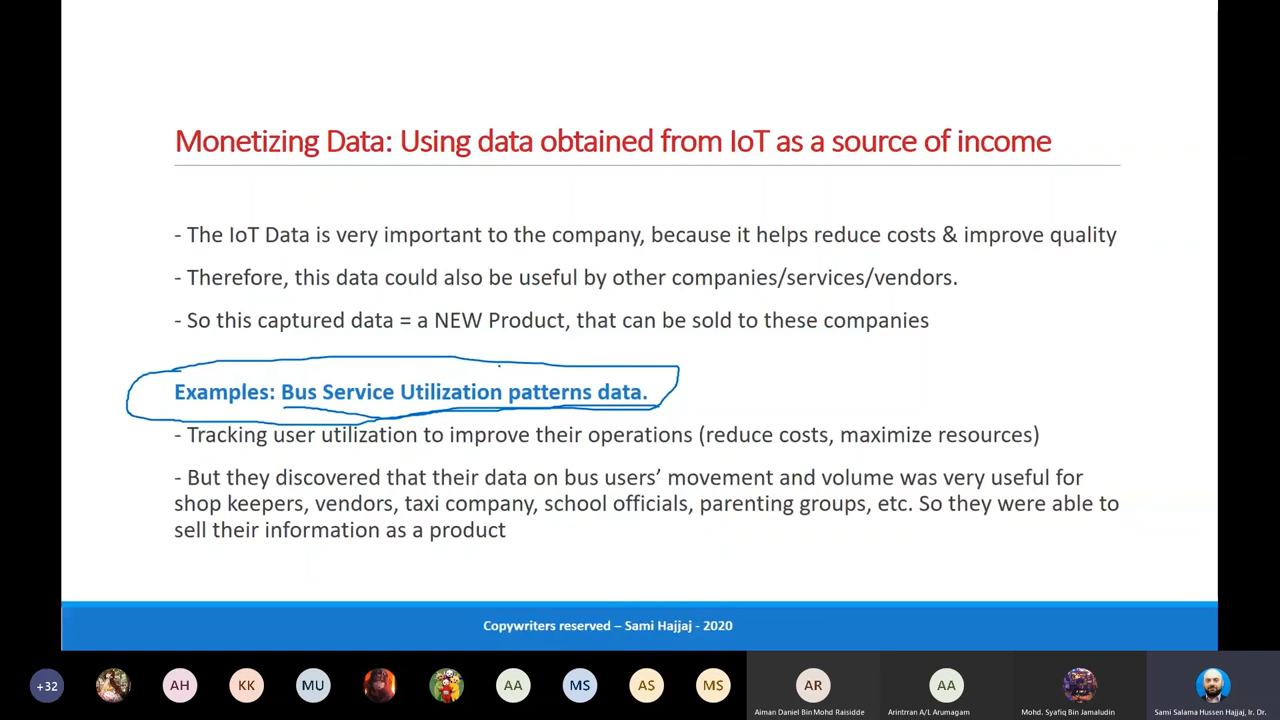 Monetizing Data: Using data obtained from IoT as a source of income
- The IoT Data is very important to the company, because it helps reduce costs & improve quality
- Therefore, this data could also be useful by other companies/services/vendors.
- So this captured data = a NEW Product, that can be sold to these companies
Examples: Bus Service Utilization patterns data.
- Tracking user utilization to improve their operations (reduce costs, maximize resources)
- But they discovered that their data on bus users’ movement and volume was very useful for
shop keepers, vendors, taxi company, school officials, parenting groups, etc. So they were able to
sell their information as a product
Copywriters reserved – Sami Hajjaj - 2020
+32 AH KK MU AA MS AS MS AR AA
Aiman Daniel Bin Mohd Raisidde Arintrran A/L Arumagam Mohd. Syafiq Bin Jamaludin Sami Salama Hussen Hajjaj, Ir. Dr.